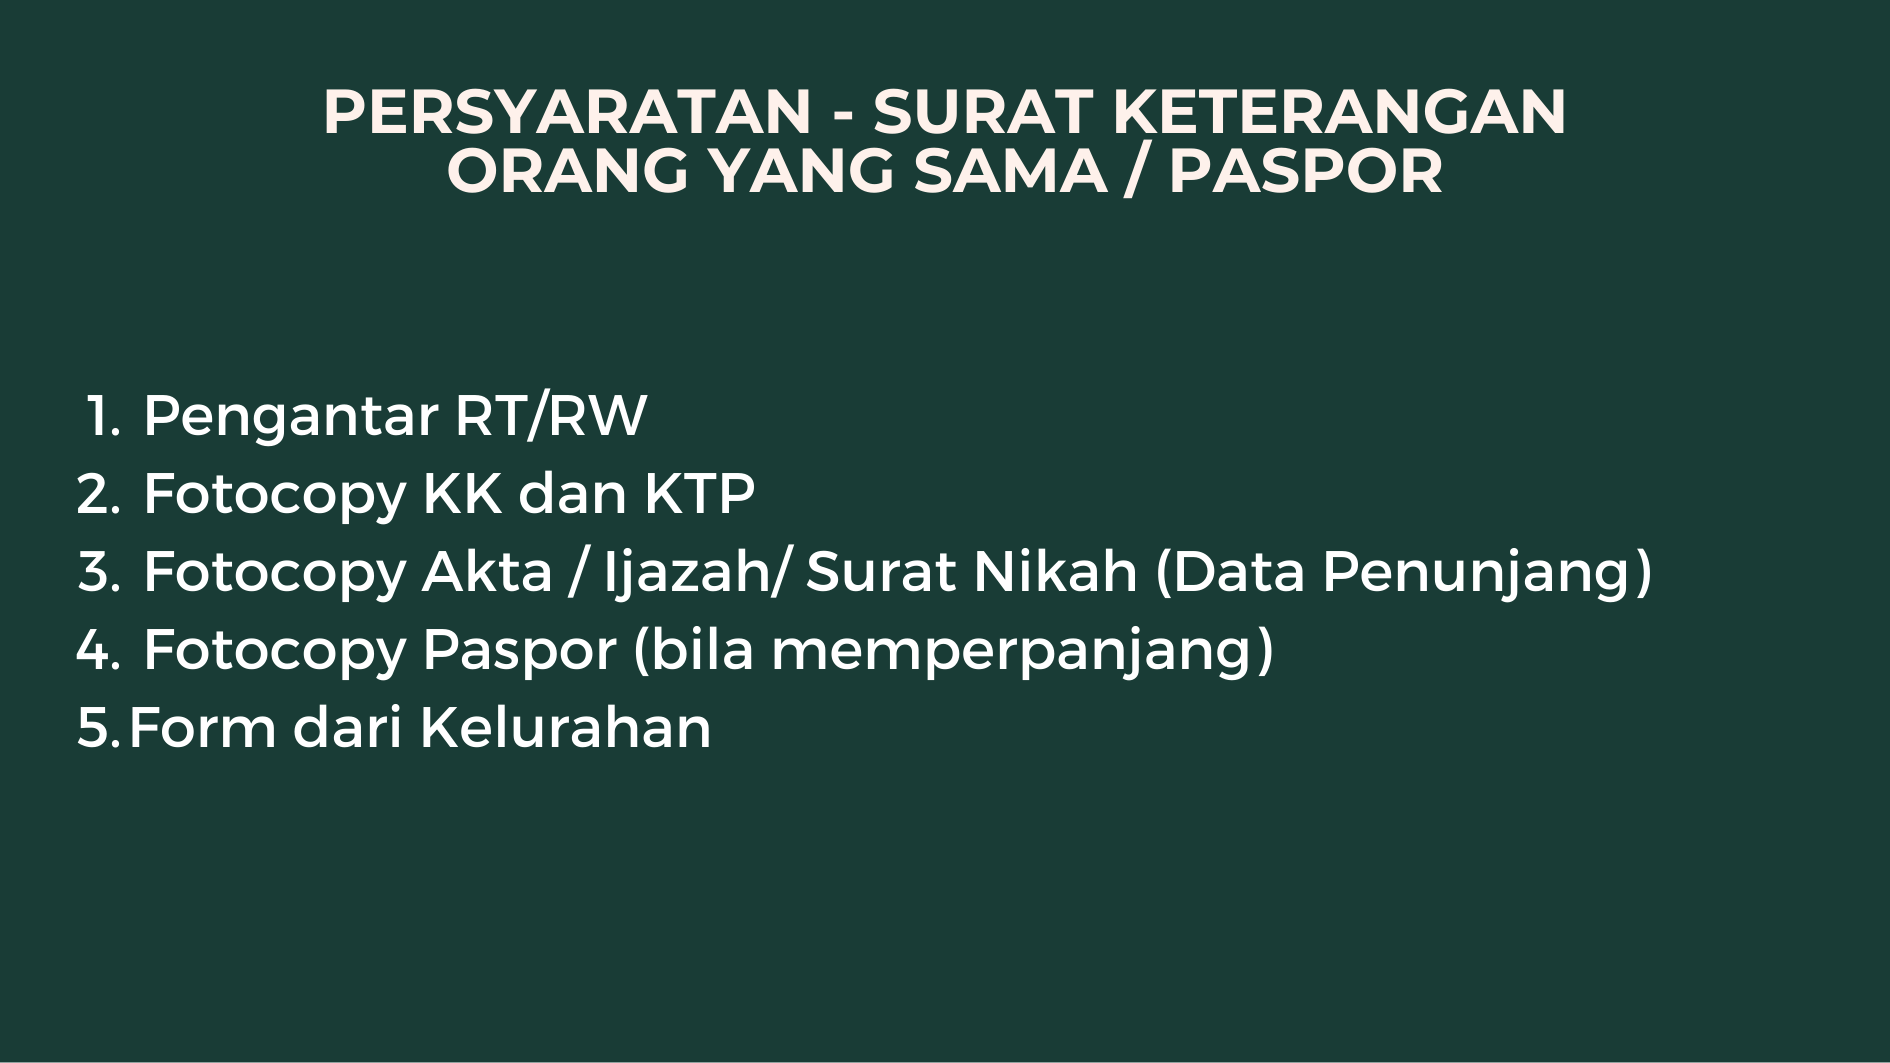 PERSYARATAN - SURAT KETERANGAN
ORANG YANG SAMA / PASPOR
1. Pengantar RT/RW
2. Fotocopy KK dan KTP
3. Fotocopy Akta / Ijazah/ Surat Nikah (Data Penunjang)
4. Fotocopy Paspor (bila memperpanjang)
5. Form dari Kelurahan